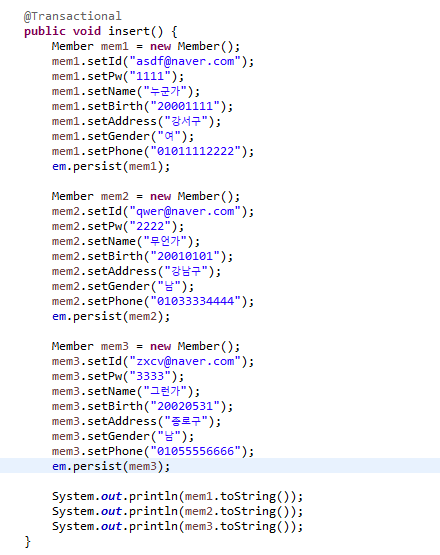 @Transactional
public void insert() {
Member mem1 = new Member();
mem1.setId("asdf@naver.com");
mem1.setPw("1111");
mem1.setName("누군가");
mem1.setBirth("20001111");
mem1.setAddress("강서구");
mem1.setGender("여");
mem1.setPhone("01011112222");
em.persist(mem1);
Member mem2 = new Member();
mem2.setId("qwer@naver.com");
mem2.setPw("2222");
mem2.setName("무언가");
mem2.setBirth("20010101");
mem2.setAddress("강남구");
mem2.setGender("남");
mem2.setPhone("01033334444");
em.persist(mem2);
Member mem3 = new Member();
mem3.setId("zxcv@naver.com");
mem3.setPw("3333");
mem3.setName("그런가");
mem3.setBirth("20020531");
mem3.setAddress("종로구");
mem3.setGender("남");
mem3.setPhone("01055556666");
em.persist(mem3);
System.out.println(mem1.toString());
System.out.println(mem2.toString());
System.out.println(mem3.toString());
}